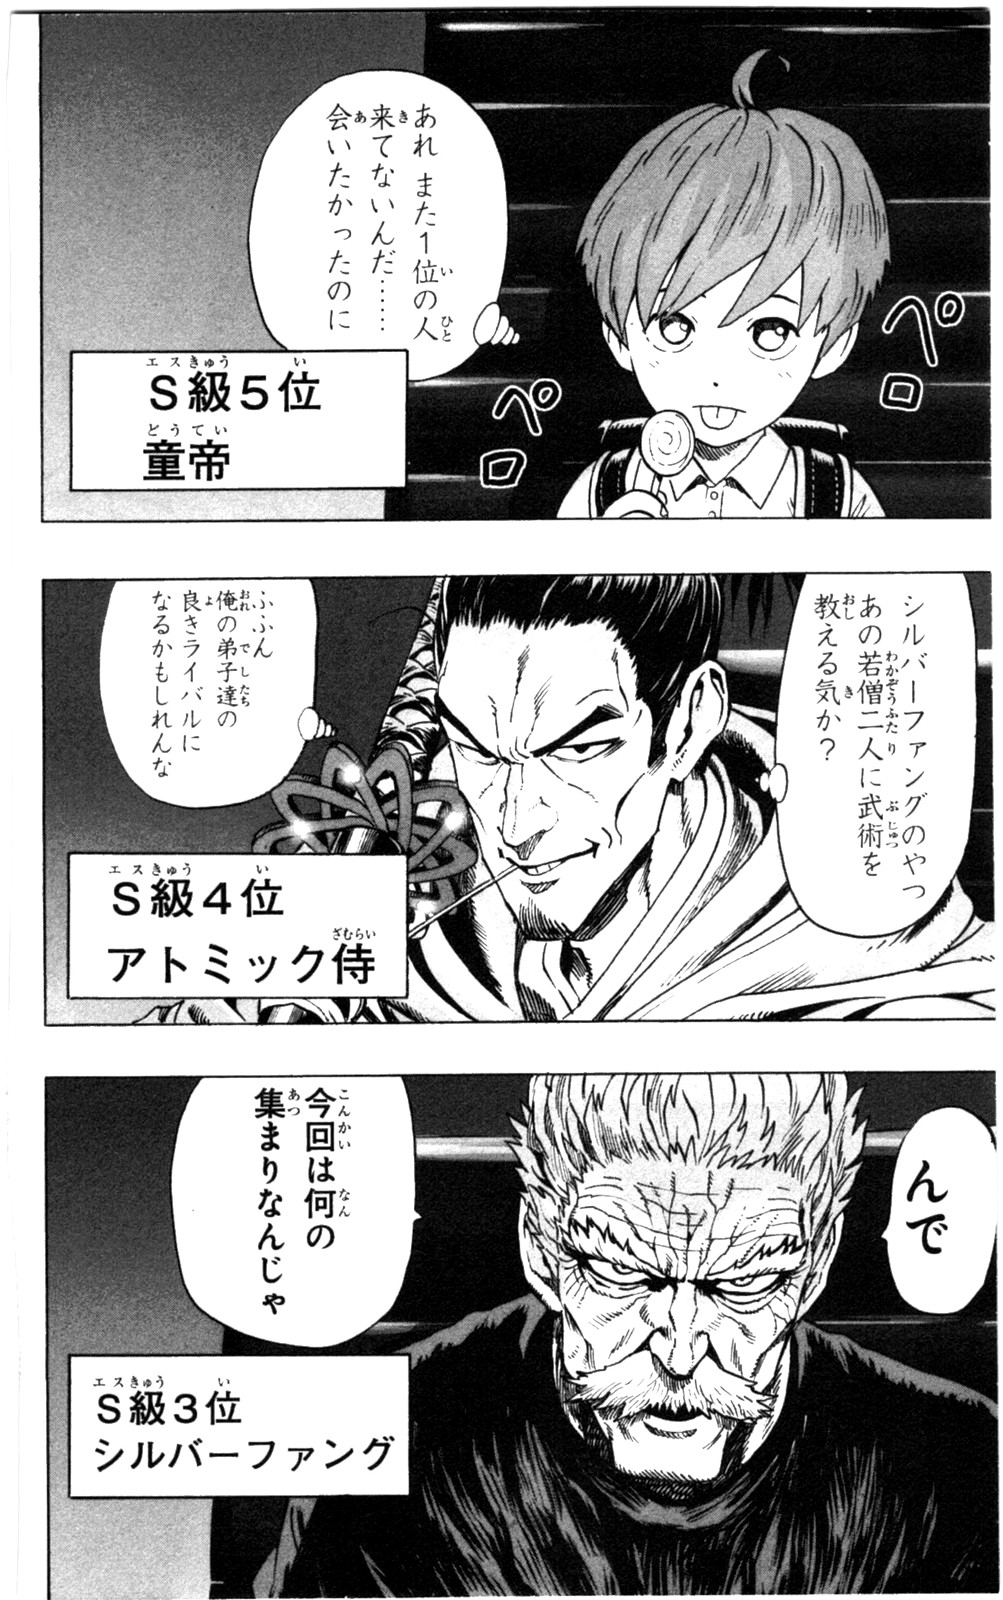 あれ また1位の人
来てないんだ……
会いたかったのに
ペロ
ペロ
S級5位
童帝
シルバーファングのやつ
あの若僧二人に武術を
教える気か?
ふふん
俺の弟子達の
良きライバルに
なるかもしれんな
S級4位
アトミック侍
んで
今回は何の
集まりなんじゃ
S級3位
シルバーファング